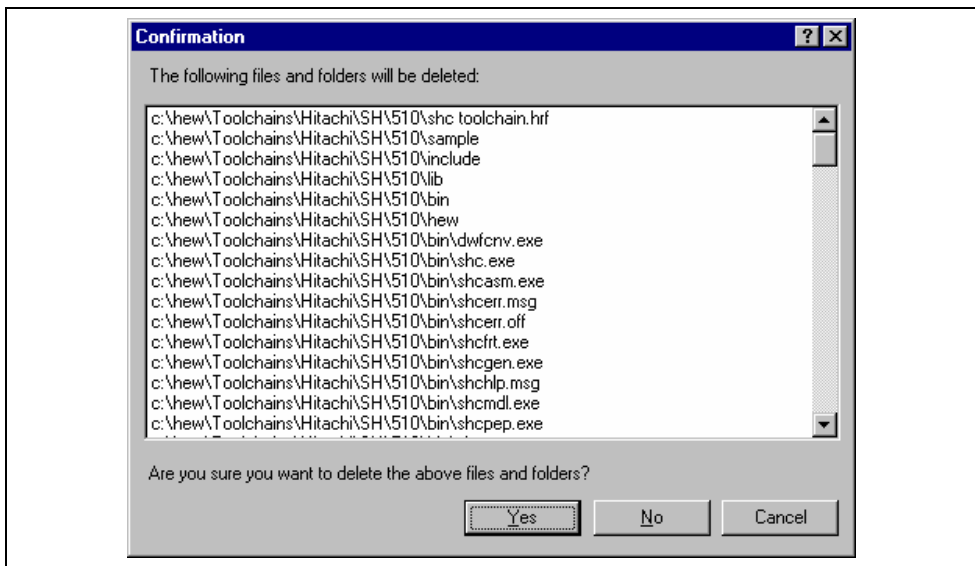 Confirmation
The following files and folders will be deleted:
c:\hew\Toolchains\Hitachi\SH\510\shc toolchain.hrf
c:\hew\Toolchains\Hitachi\SH\510\sample
c:\hew\Toolchains\Hitachi\SH\510\include
c:\hew\Toolchains\Hitachi\SH\510\lib
c:\hew\Toolchains\Hitachi\SH\510\bin
c:\hew\Toolchains\Hitachi\SH\510\hew
c:\hew\Toolchains\Hitachi\SH\510\bin\dwfcnv.exe
c:\hew\Toolchains\Hitachi\SH\510\bin\shc.exe
c:\hew\Toolchains\Hitachi\SH\510\bin\shcasm.exe
c:\hew\Toolchains\Hitachi\SH\510\bin\shcerr.msg
c:\hew\Toolchains\Hitachi\SH\510\bin\shcerr.off
c:\hew\Toolchains\Hitachi\SH\510\bin\shcfrt.exe
c:\hew\Toolchains\Hitachi\SH\510\bin\shcgen.exe
c:\hew\Toolchains\Hitachi\SH\510\bin\shchlp.msg
c:\hew\Toolchains\Hitachi\SH\510\bin\shcmdl.exe
c:\hew\Toolchains\Hitachi\SH\510\bin\shcpep.exe
Are you sure you want to delete the above files and folders?
Yes No Cancel